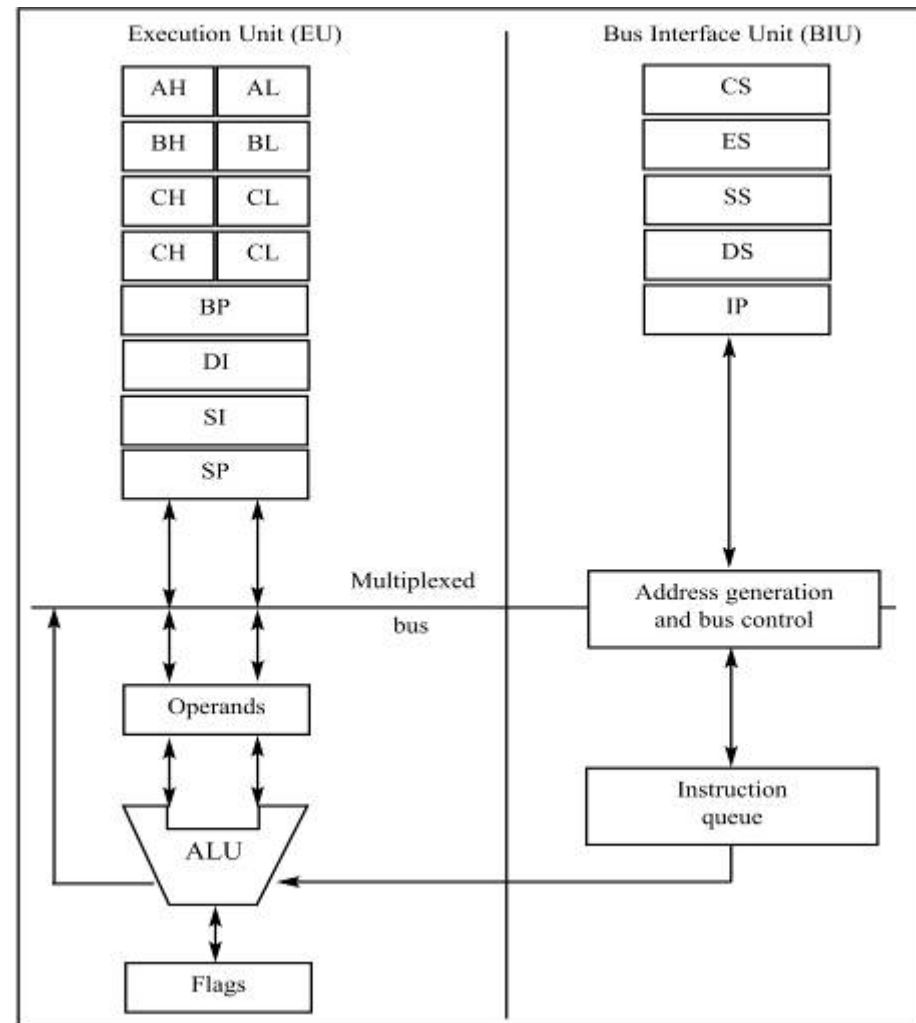 Execution Unit (EU)
Bus Interface Unit (BIU)
AH AL
BH BL
CH CL
CH CL
BP
DI
SI
SP
CS
ES
SS
DS
IP
Multiplexed
bus
Address generation
and bus control
Operands
Instruction
queue
ALU
Flags